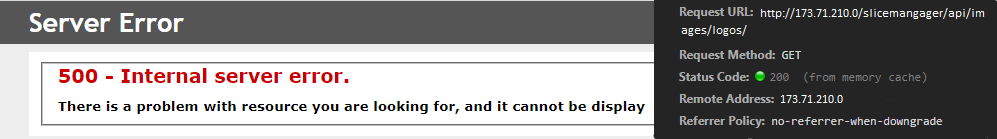 Server Error
500 - Internal server error.
There is a problem with resource you are looking for, and it cannot be display
Request URL: http://173.71.210.0/slicemangager/api/im
ages/logos/
Request Method: GET
Status Code: 200 (from memory cache)
Remote Address: 173.71.210.0
Referrer Policy: no-referrer-when-downgrade